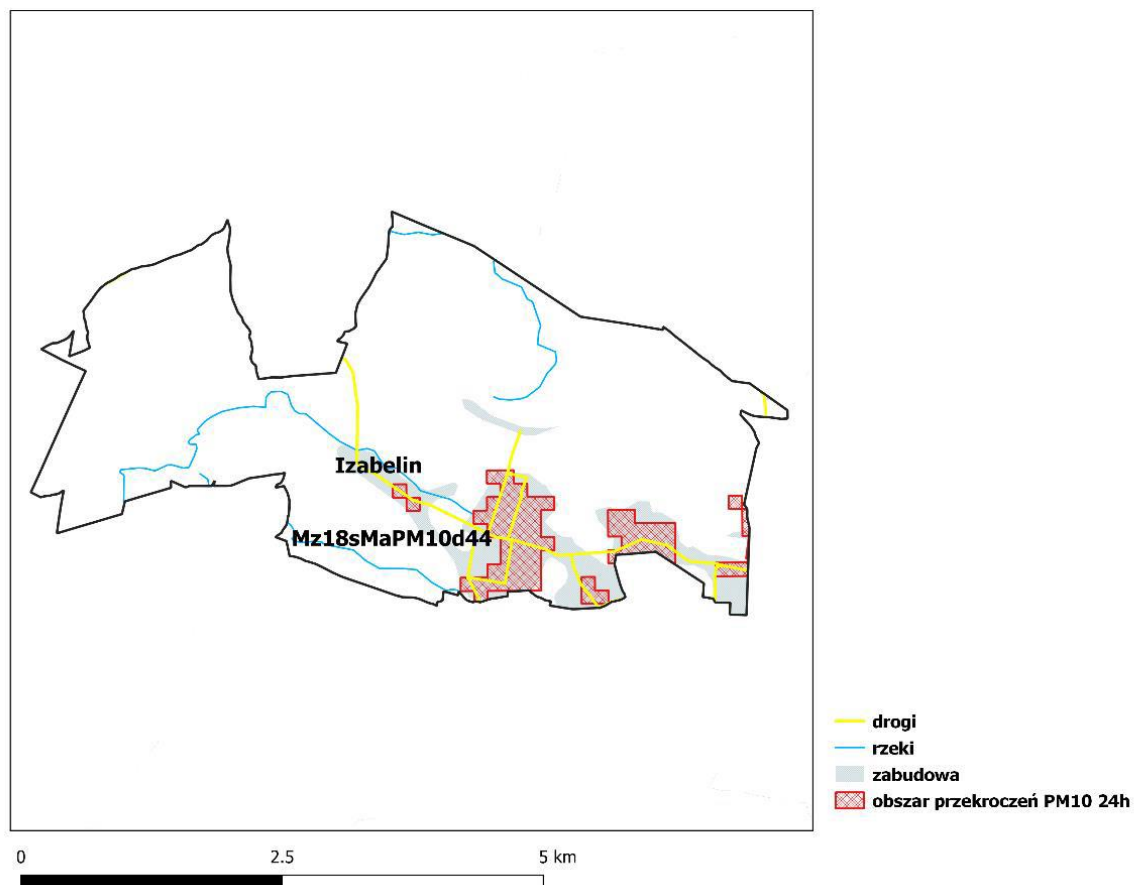 Izabelin
Mz18sMaPM10d44
drogi
rzeki
zabudowa
obszar przekroczeń PM10 24h
0 2.5 5 km